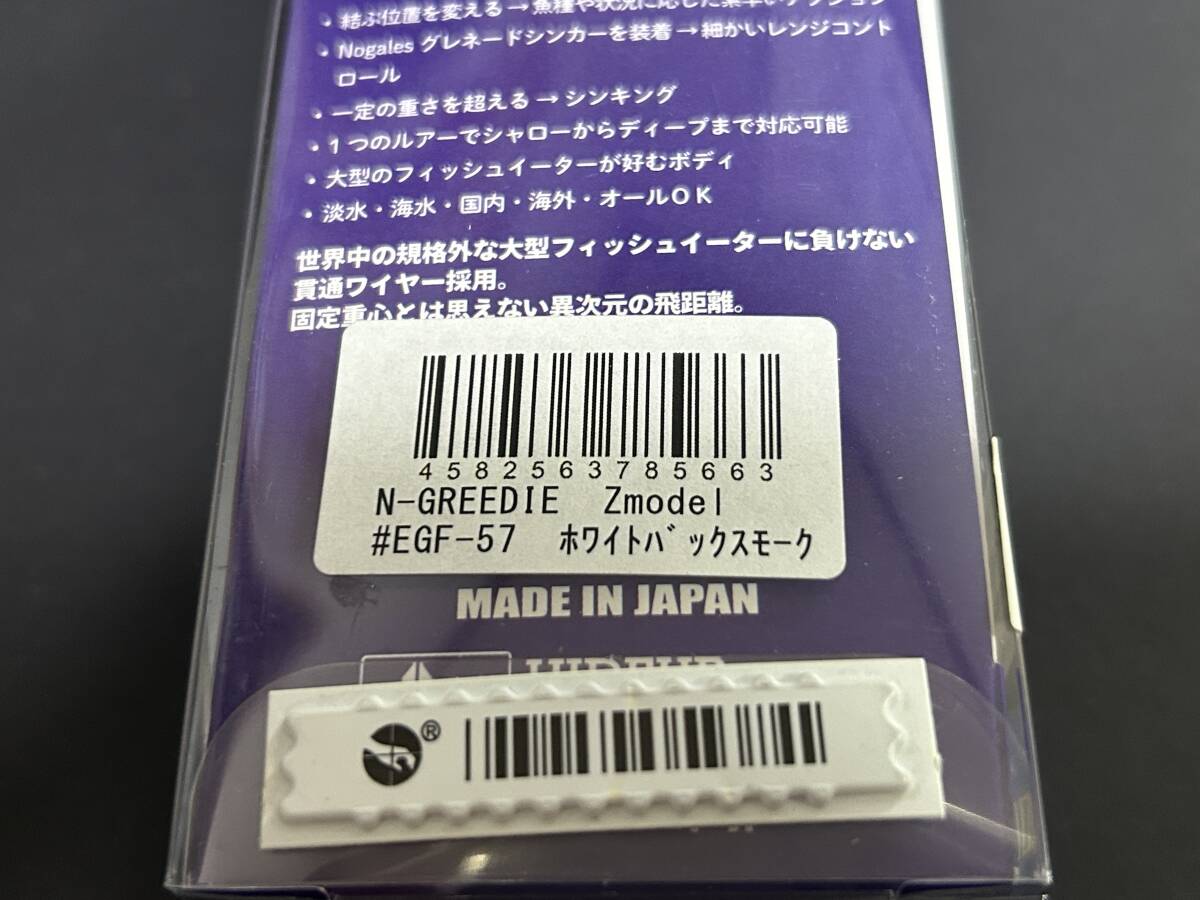 ・結ぶ位置を変える→魚種や状況に応じた素早いアクション
・Nogales グレネードシンカーを装着→細かいレンジコント
ロール
・一定の重さを超える→シンキング
・1つのルアーでシャローからディープまで対応可能
・大型のフィッシュイーターが好むボディ
・淡水・海水・国内・海外・オールOK
世界中の規格外な大型フィッシュイーターに負けない
貫通ワイヤー採用。
固定重心とは思えない異次元の飛距離。
4582563785663
N-GREEDIE Zmodel
#EGF-57 ホワイトバックスモーク
MADE IN JAPAN
®